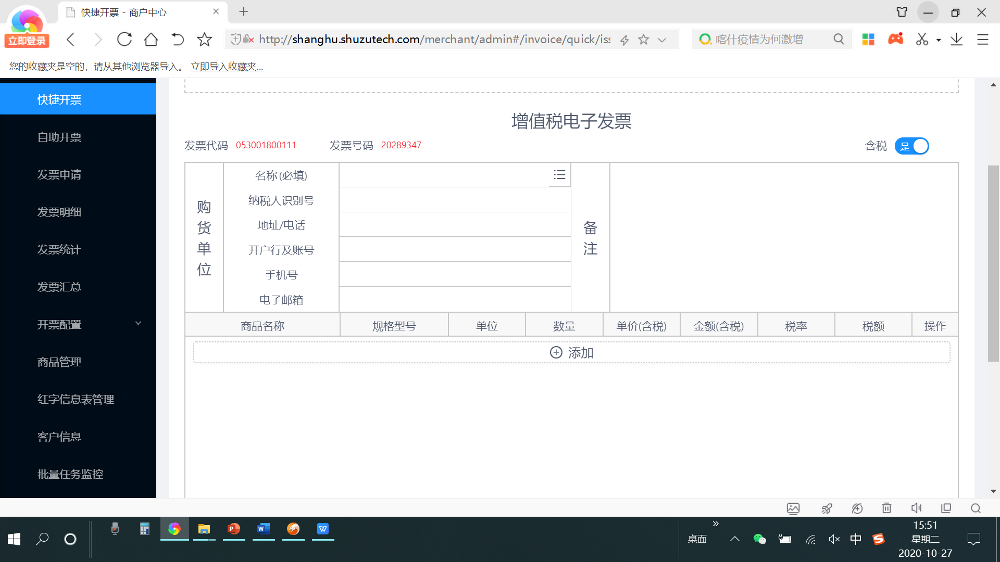 快捷开票 - 商户中心
立即登录
http://shanghu.shuzutech.com/merchant/admin#/invoice/quick/iss
喀什疫情为何激增
您的收藏夹是空的，请从其他浏览器导入。 立即导入收藏夹...
快捷开票
自助开票
发票申请
发票明细
发票统计
发票汇总
开票配置
商品管理
红字信息表管理
客户信息
批量任务监控
增值税电子发票
发票代码 053001800111 发票号码 20289347 含税 是
购货单位
名称(必填)
纳税人识别号
地址/电话
开户行及账号
手机号
电子邮箱
备注
商品名称 规格型号 单位 数量 单价(含税) 金额(含税) 税率 税额 操作
添加
桌面
中
15:51
星期二
2020-10-27